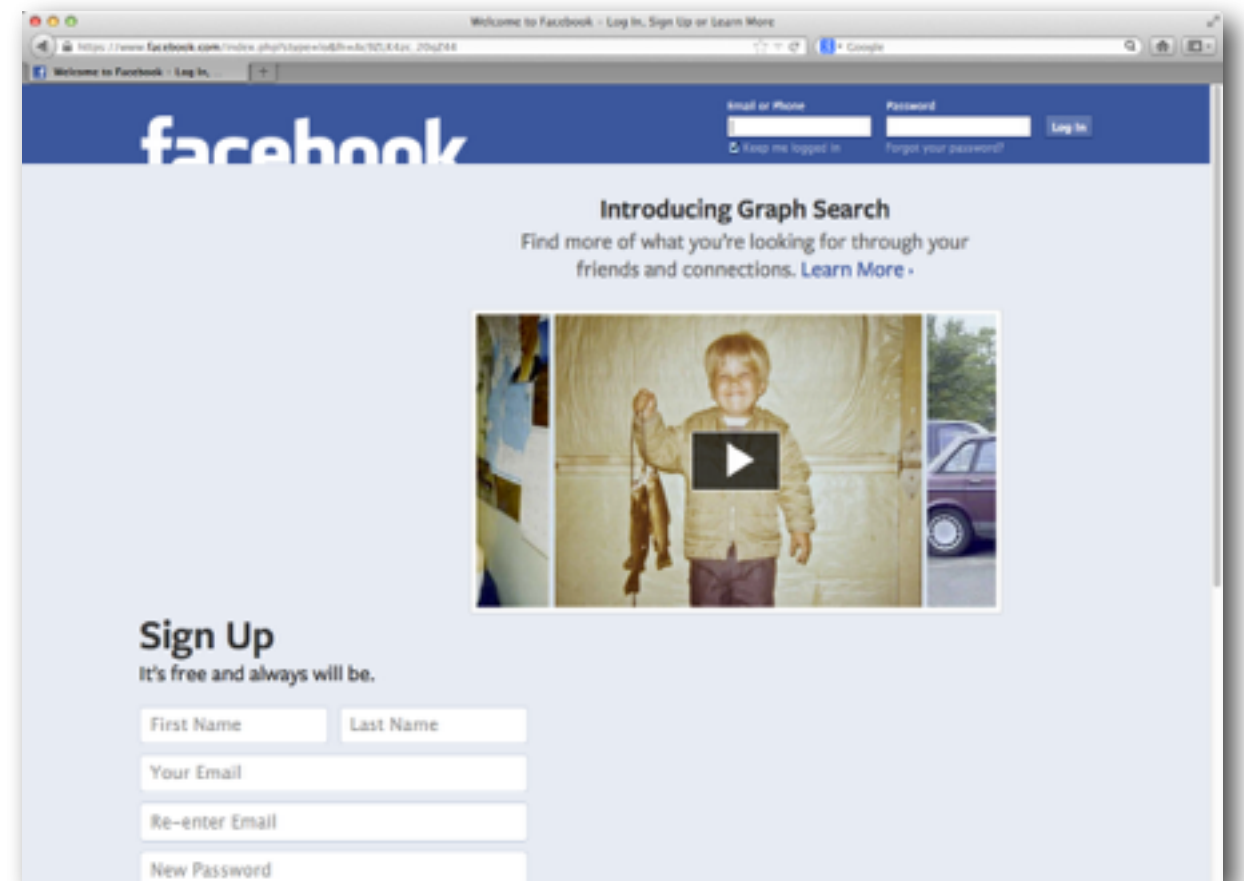 Welcome to Facebook - Log In, Sign Up or Learn More
Google
Welcome to Facebook - Log In, ...
facebook
Email or Phone
Password
Log In
Keep me logged in
Forgot your password?
Introducing Graph Search
Find more of what you're looking for through your
friends and connections. Learn More ·
Sign Up
It's free and always will be.
First Name
Last Name
Your Email
Re-enter Email
New Password